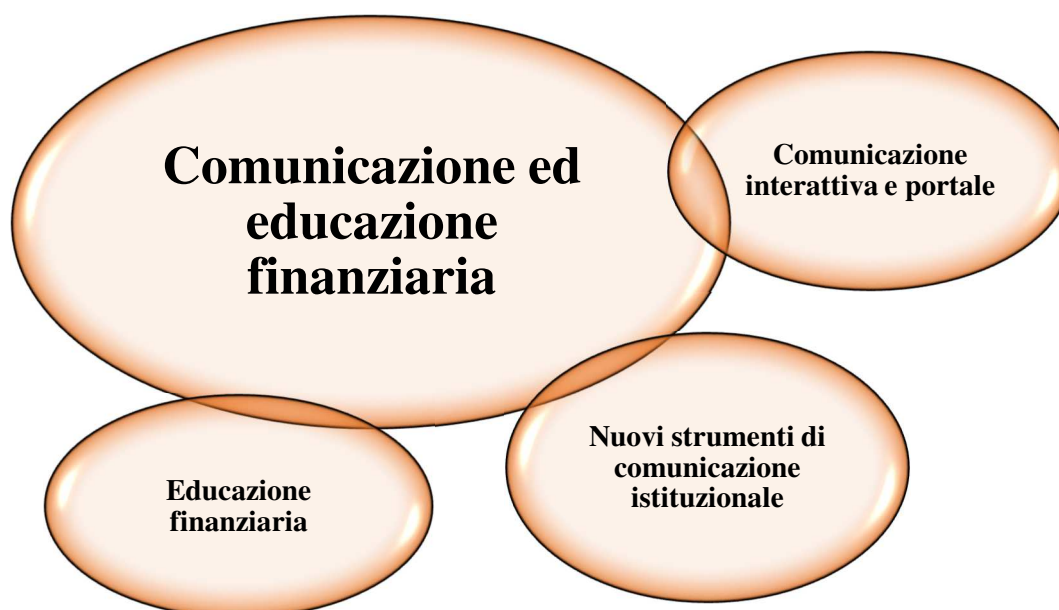 Comunicazione ed
educazione
finanziaria
Comunicazione
interattiva e portale
Nuovi strumenti di
comunicazione
istituzionale
Educazione
finanziaria